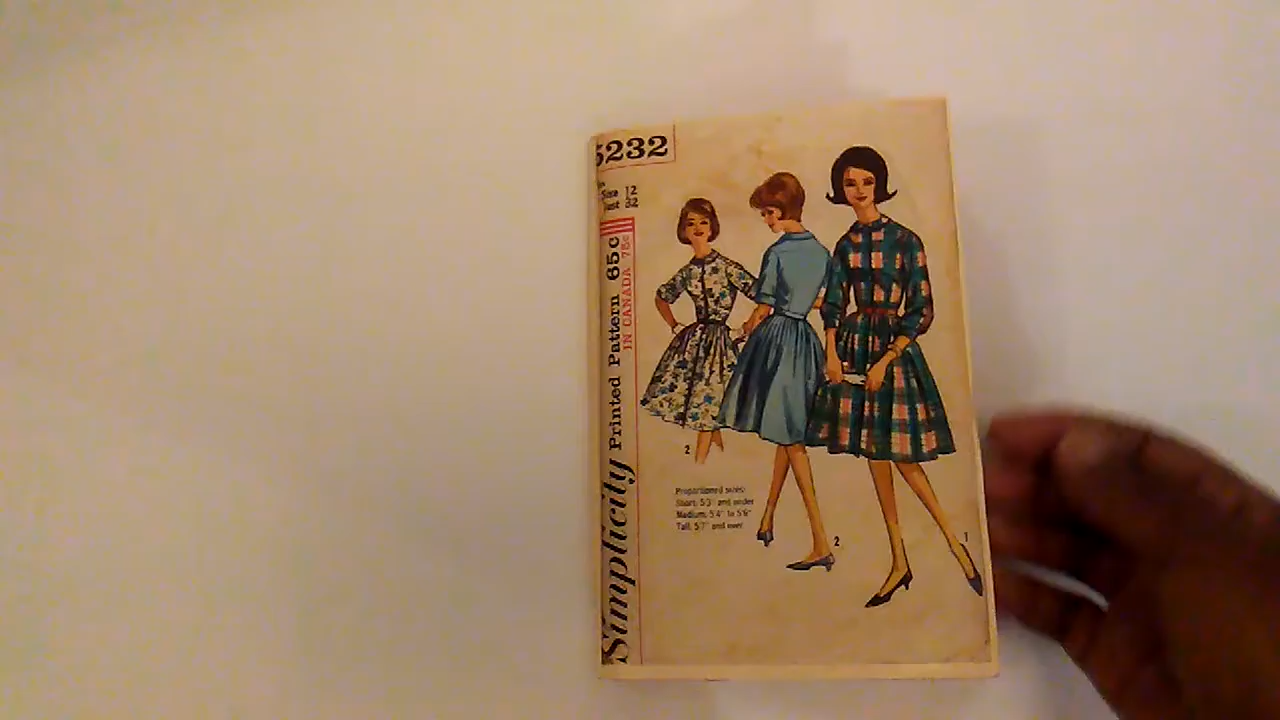 5232
Size 12
Bust 32
Simplicity Printed Pattern 65c
IN CANADA 75c
2
Proportioned sizes:
Short: 5'3" and under
Medium: 5'4" to 5'6"
Tall: 5'7" and over
2
1